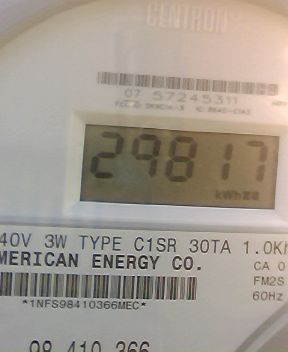 CENTRON
07 57245311
29817
kWh
40V 3W TYPE C1SR 30TA 1.0Kh
MERICAN ENERGY CO.
CA 0
FM2S
60Hz
*1NFS98410366MEC*
98 410 366